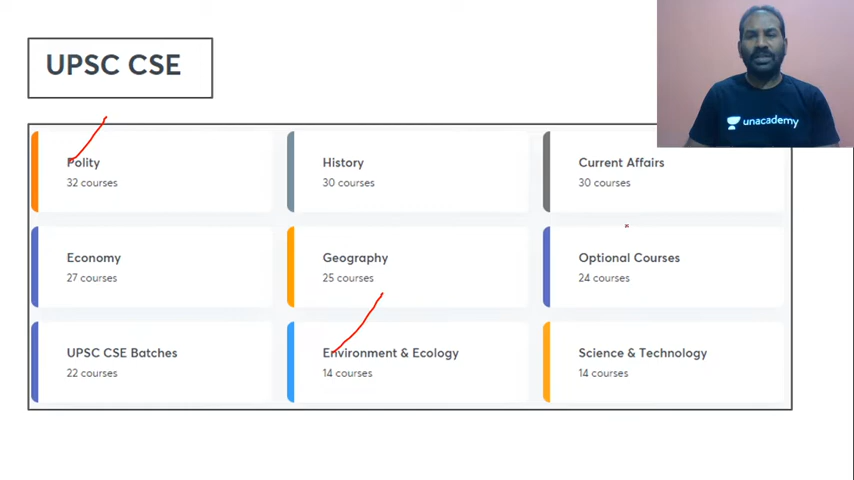 UPSC CSE
unacademy
Polity
32 courses
History
30 courses
Current Affairs
30 courses
Economy
27 courses
Geography
25 courses
Optional Courses
24 courses
UPSC CSE Batches
22 courses
Environment & Ecology
14 courses
Science & Technology
14 courses